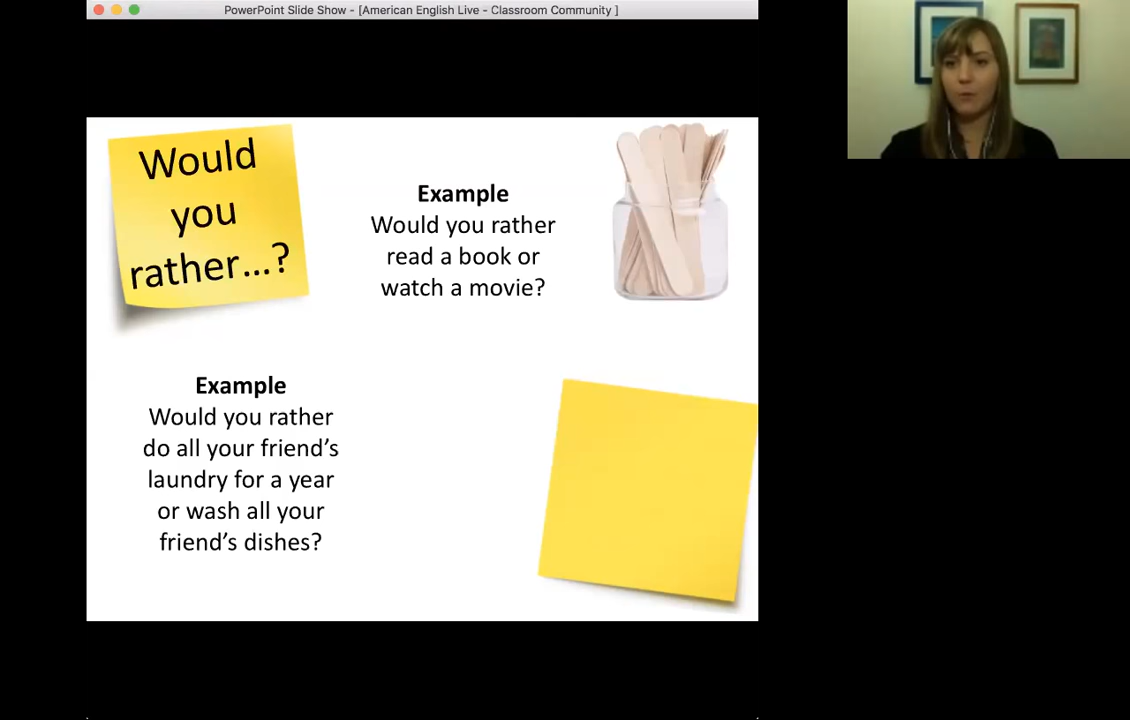 PowerPoint Slide Show - [American English Live - Classroom Community ]
Would
you
rather...?
Example
Would you rather
read a book or
watch a movie?
Example
Would you rather
do all your friend's
laundry for a year
or wash all your
friend's dishes?